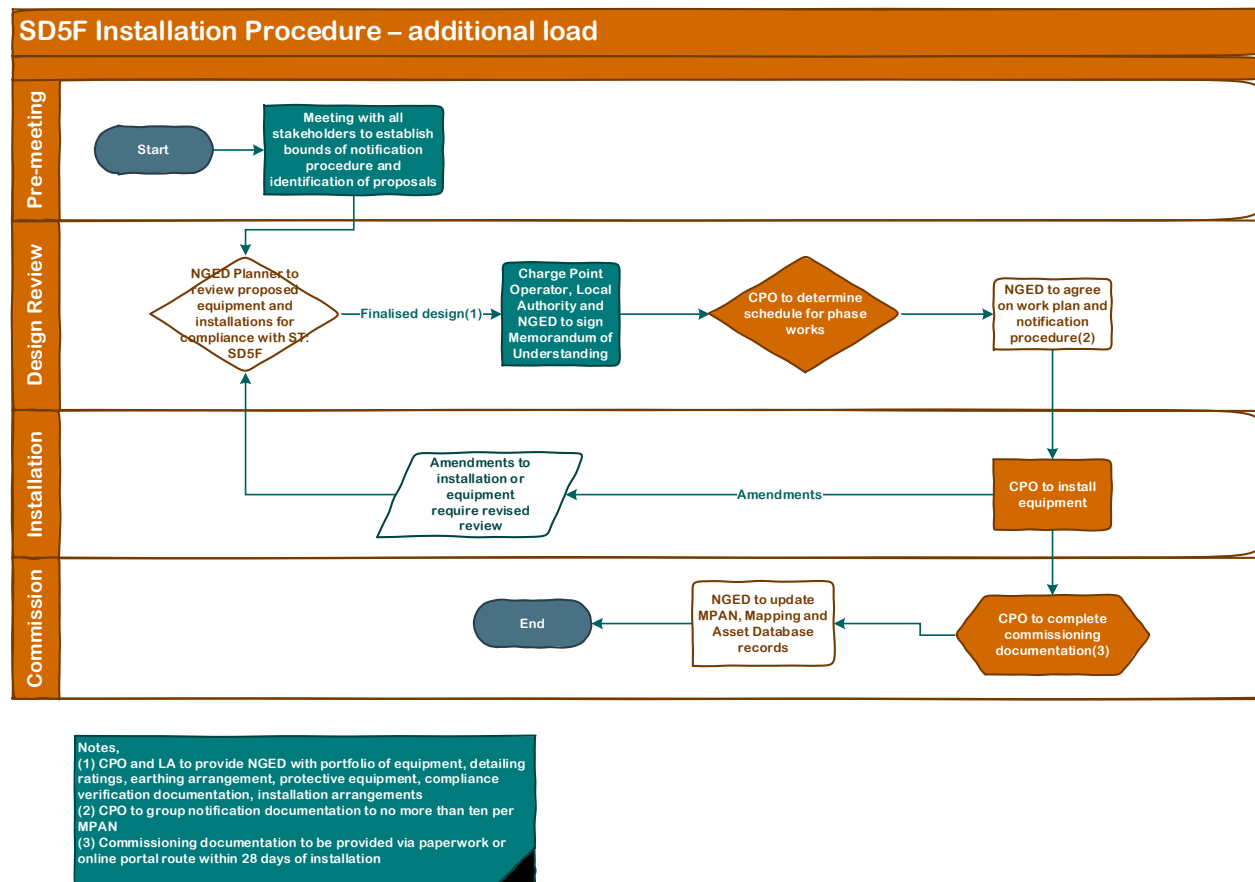 SD5F Installation Procedure – additional load
Pre-meeting
Start
Meeting with all
stakeholders to establish
bounds of notification
procedure and
identification of proposals
Design Review
NGED Planner to
review proposed
equipment and
installations for
compliance with ST:
SD5F
Finalised design(1)
Charge Point
Operator, Local
Authority and
NGED to sign
Memorandum of
Understanding
CPO to determine
schedule for phase
works
NGED to agree
on work plan and
notification
procedure(2)
Installation
Amendments to
installation or
equipment
require revised
review
Amendments
CPO to install
equipment
Commission
End
NGED to update
MPAN, Mapping and
Asset Database
records
CPO to complete
commissioning
documentation(3)
Notes,
(1) CPO and LA to provide NGED with portfolio of equipment, detailing
ratings, earthing arrangement, protective equipment, compliance
verification documentation, installation arrangements
(2) CPO to group notification documentation to no more than ten per
MPAN
(3) Commissioning documentation to be provided via paperwork or
online portal route within 28 days of installation